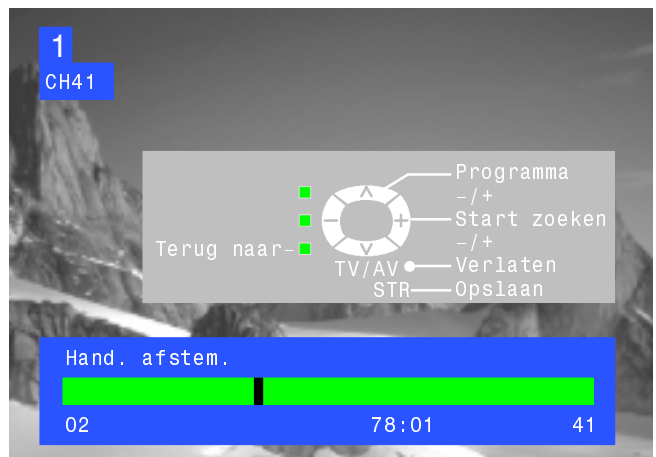 1
CH41
Programma
-/+
Start zoeken
-/+
Terug naar-
TV/AV
Verlaten
STR
Opslaan
Hand. afstem.
02 78:01 41